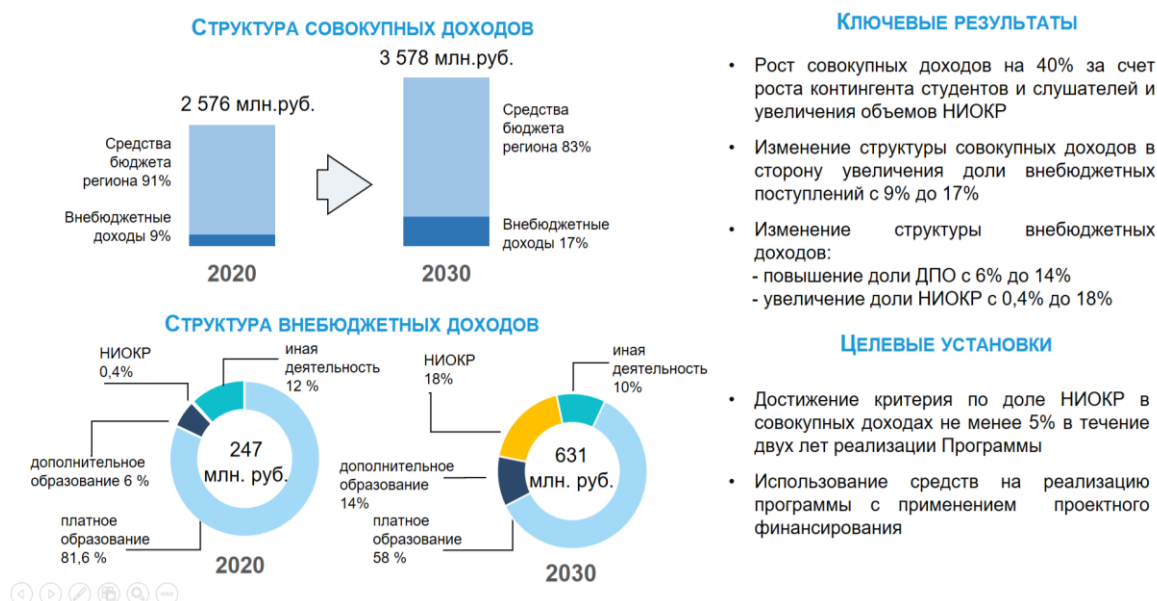 СТРУКТУРА СОВОКУПНЫХ ДОХОДОВ
2 576 млн.руб.
3 578 млн.руб.
Средства
бюджета
региона 91%
Внебюджетные
доходы 9%
Средства
бюджета
региона 83%
Внебюджетные
доходы 17%
2020
2030
СТРУКТУРА ВНЕБЮДЖЕТНЫХ ДОХОДОВ
НИОКР
0,4%
иная
деятельность
12 %
дополнительное
образование 6 %
платное
образование
81,6 %
247
млн. руб.
2020
НИОКР
18%
иная
деятельность
10%
дополнительное
образование
14%
платное
образование
58 %
631
млн. руб.
2030
КЛЮЧЕВЫЕ РЕЗУЛЬТАТЫ
• Рост совокупных доходов на 40% за счет
роста контингента студентов и слушателей и
увеличения объемов НИОКР
• Изменение структуры совокупных доходов в
сторону увеличения доли внебюджетных
поступлений с 9% до 17%
• Изменение структуры внебюджетных
доходов:
- повышение доли ДПО с 6% до 14%
- увеличение доли НИОКР с 0,4% до 18%
ЦЕЛЕВЫЕ УСТАНОВКИ
• Достижение критерия по доле НИОКР в
совокупных доходах не менее 5% в течение
двух лет реализации Программы
• Использование средств на реализацию
программы с применением проектного
финансирования